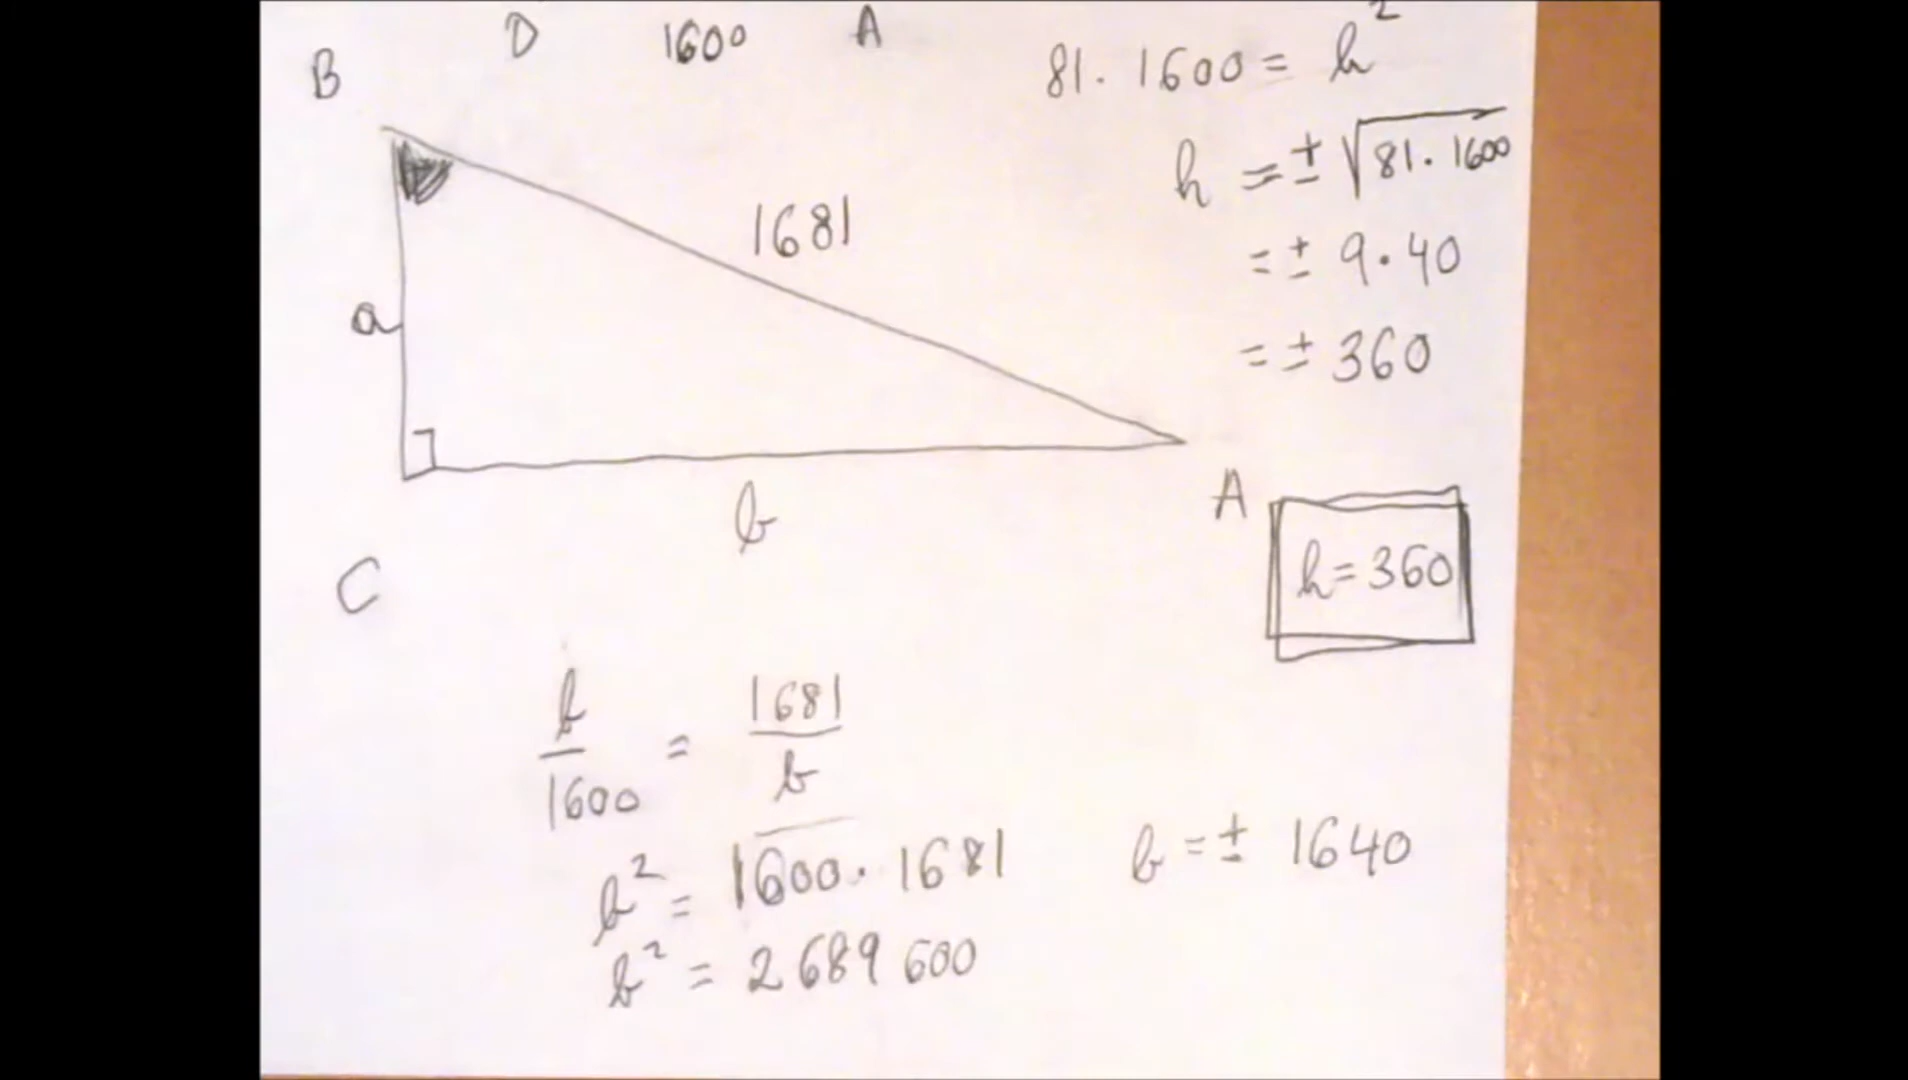 D 1600 A
B
81 · 1600 = h²
h = ± √81 · 1600
= ± 9 · 40
= ± 360
1681
a
b
A
C
h = 360
b/1600 = 1681/b
b² = 1600 · 1681
b² = 2 689 600
b = ± 1640